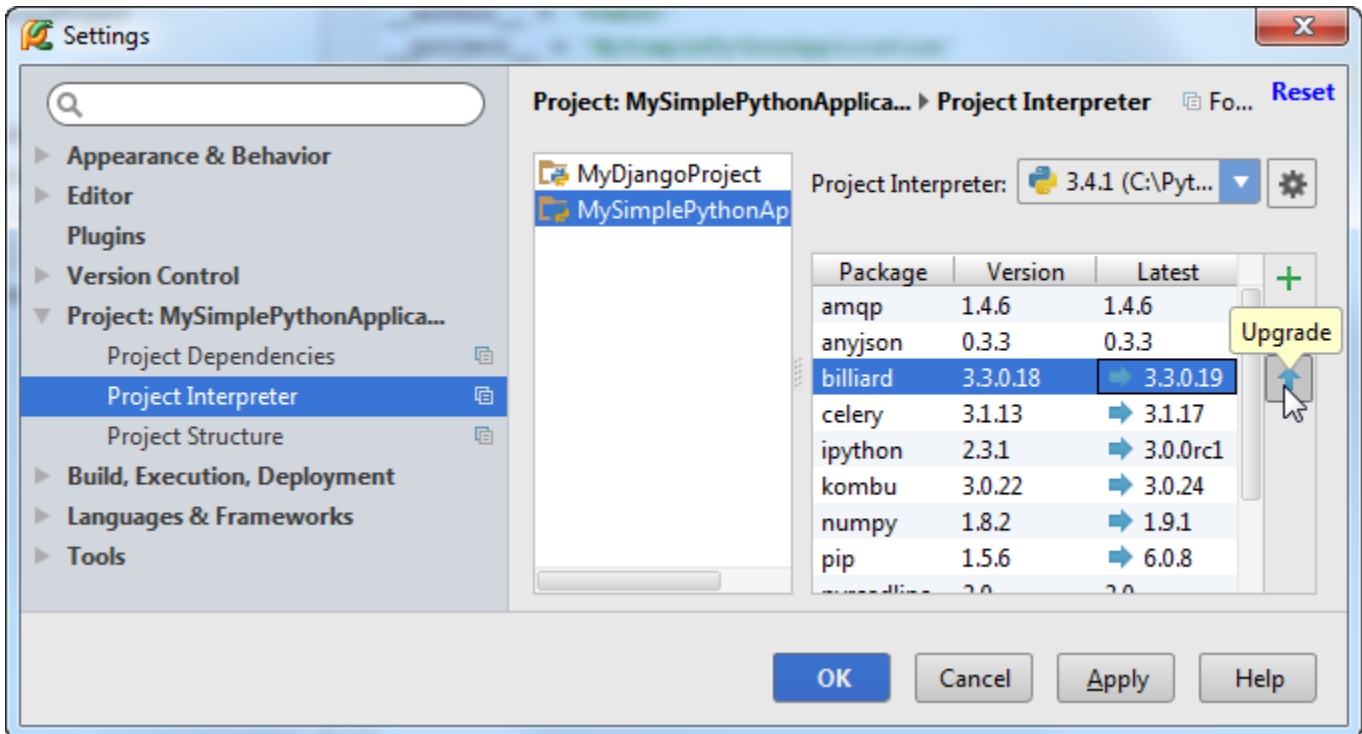 Settings
Project: MySimplePythonApplica... Project Interpreter Fo... Reset
Appearance & Behavior
Editor
Plugins
Version Control
Project: MySimplePythonApplica...
Project Dependencies
Project Interpreter
Project Structure
Build, Execution, Deployment
Languages & Frameworks
Tools
MyDjangoProject
MySimplePythonAp
Project Interpreter: 3.4.1 (C:\Pyt...
Package Version Latest
amqp 1.4.6 1.4.6
anyjson 0.3.3 0.3.3
Upgrade
billiard 3.3.0.18 3.3.0.19
celery 3.1.13 3.1.17
ipython 2.3.1 3.0.0rc1
kombu 3.0.22 3.0.24
numpy 1.8.2 1.9.1
pip 1.5.6 6.0.8
OK Cancel Apply Help